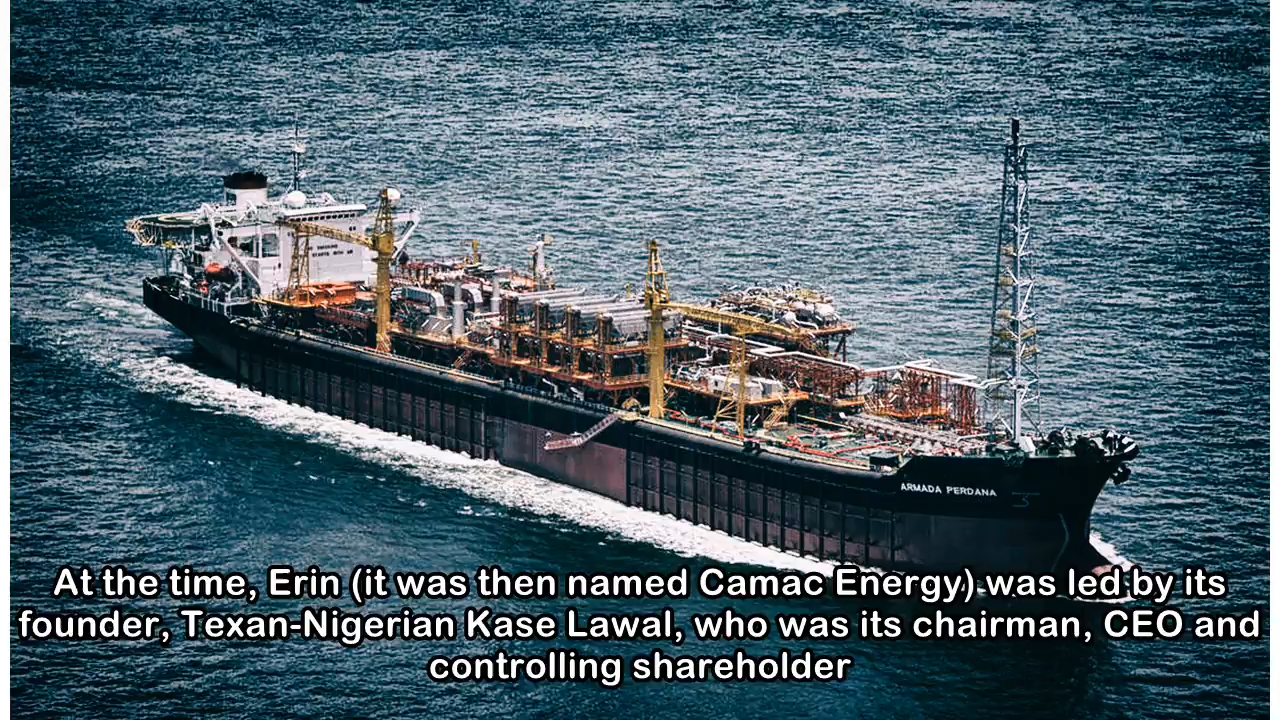 ARMADA PERDANA
At the time, Erin (it was then named Camac Energy) was led by its
founder, Texan-Nigerian Kase Lawal, who was its chairman, CEO and
controlling shareholder